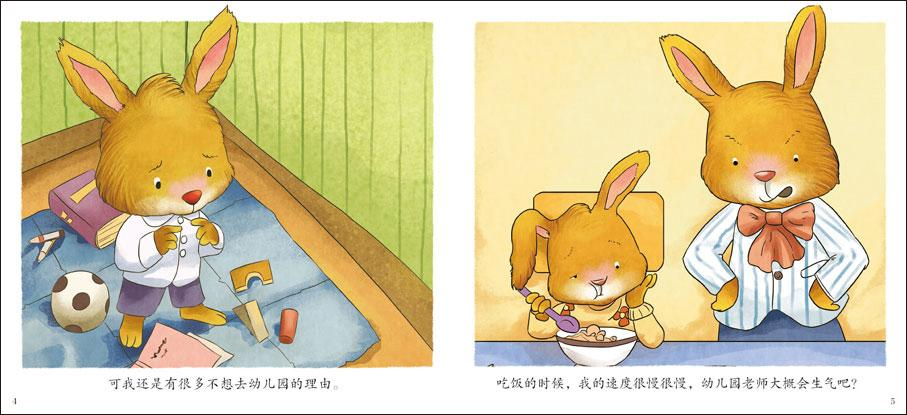 可我还是有很多不想去幼儿园的理由。
4
吃饭的时候，我的速度很慢很慢，幼儿园老师大概会生气吧？
5